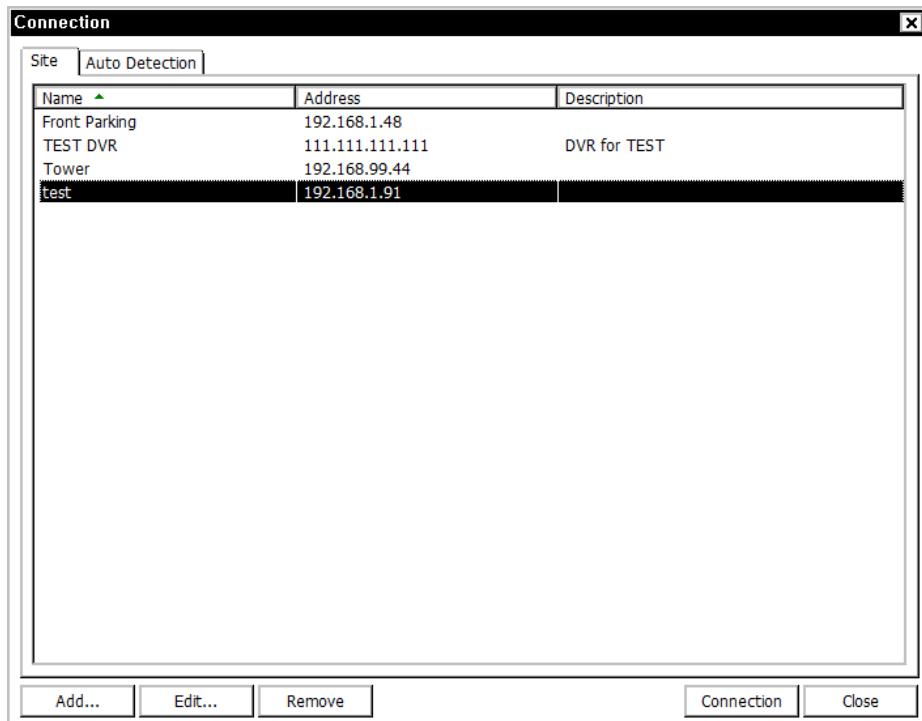 Connection
Site Auto Detection
Name Address Description
Front Parking 192.168.1.48
TEST DVR 111.111.111.111 DVR for TEST
Tower 192.168.99.44
test 192.168.1.91
Add... Edit... Remove Connection Close